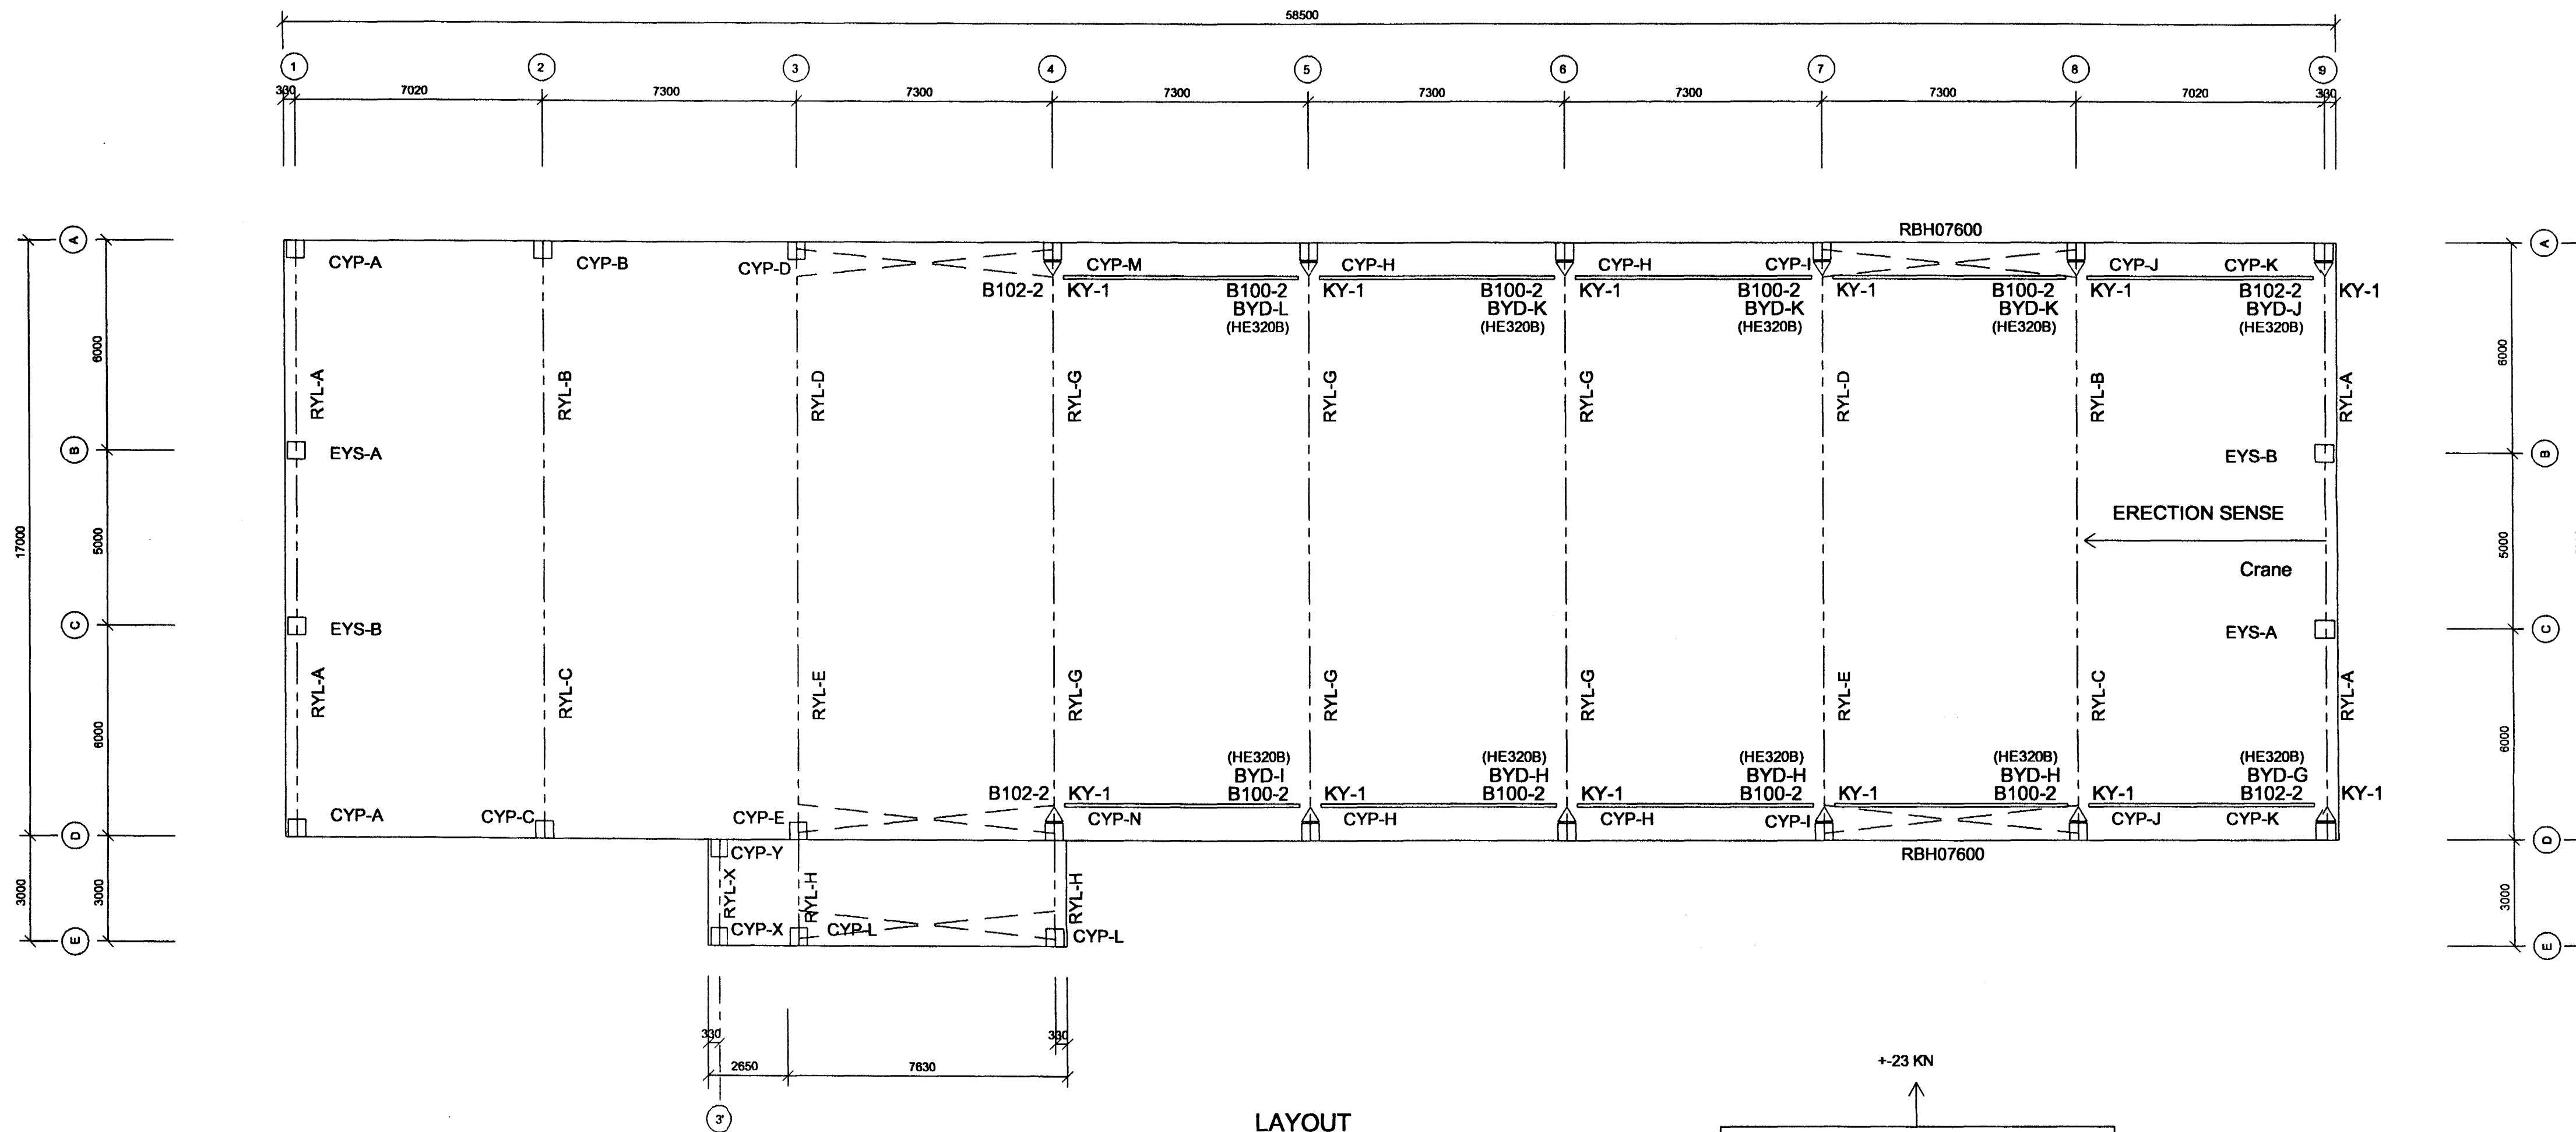 58500
1 2 3 4 5 6 7 8 9
330 7020 7300 7300 7300 7300 7300 7300 7020 330
RBH07600
A A
CYP-A CYP-B CYP-D CYP-M CYP-H CYP-H CYP-I CYP-J CYP-K
B102-2 KY-1 B100-2 KY-1 B100-2 KY-1 B100-2 KY-1 B100-2 KY-1 B102-2 KY-1
BYD-L BYD-K BYD-K BYD-K BYD-J
(HE320B) (HE320B) (HE320B) (HE320B) (HE320B)
6000 6000
RYL-A RYL-B RYL-D RYL-G RYL-G RYL-G RYL-D RYL-B RYL-A
B EYS-A EYS-B B
ERECTION SENSE
17000 5000 5000
Crane
C EYS-B EYS-A C
RYL-A RYL-C RYL-E RYL-G RYL-G RYL-G RYL-E RYL-C RYL-A
6000 6000
(HE320B) (HE320B) (HE320B) (HE320B) (HE320B)
BYD-I BYD-H BYD-H BYD-H BYD-G
B102-2 KY-1 B100-2 KY-1 B100-2 KY-1 B100-2 KY-1 B100-2 KY-1 B102-2 KY-1
CYP-A CYP-C CYP-E CYP-N CYP-H CYP-H CYP-I CYP-J CYP-K
D D
CYP-Y RBH07600
3000 3000 RYL-X RYL-H RYL-H 3000
CYP-X CYP-L CYP-L
E E
330 330
2650 7630
+-23 KN
3'
LAYOUT